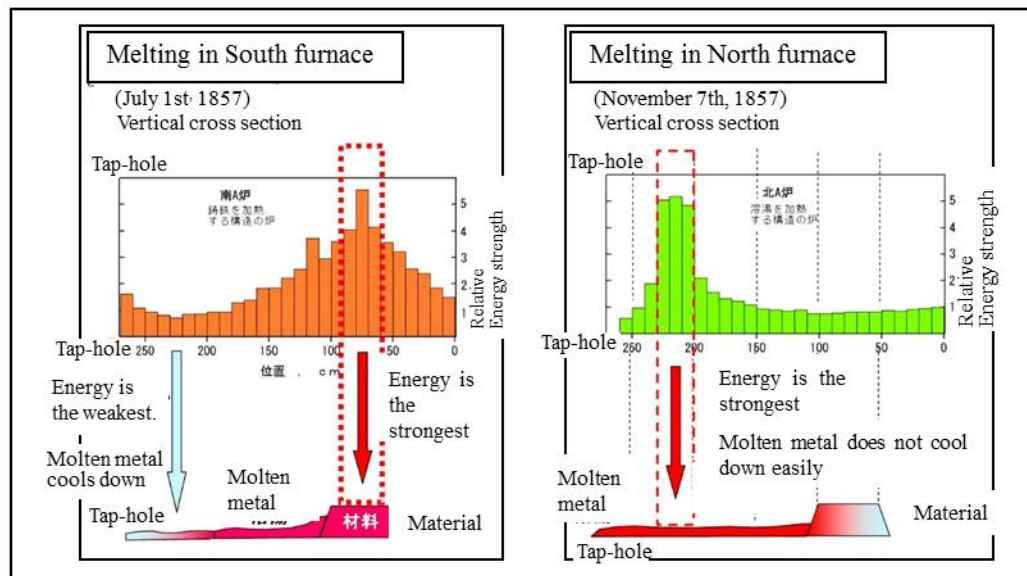 Melting in South furnace
(July 1st, 1857)
Vertical cross section
Tap-hole
南A炉
鋳鉄を加熱
する構造の炉
5
4
3
2
1
Relative
Energy strength
Tap-hole
250
200
150
100
50
0
位置 . cm
Energy is
the weakest.
Energy is
the
strongest
Molten metal
cools down
Molten
metal
Tap-hole
材料
Material
Melting in North furnace
(November 7th, 1857)
Vertical cross section
Tap-hole
北A炉
溶湯を加熱
する構造の炉
5
4
3
2
1
Relative
Energy strength
Tap-hole
250
200
150
100
50
0
Energy is the
strongest
Molten metal does not cool
down easily
Molten
metal
Material
Tap-hole